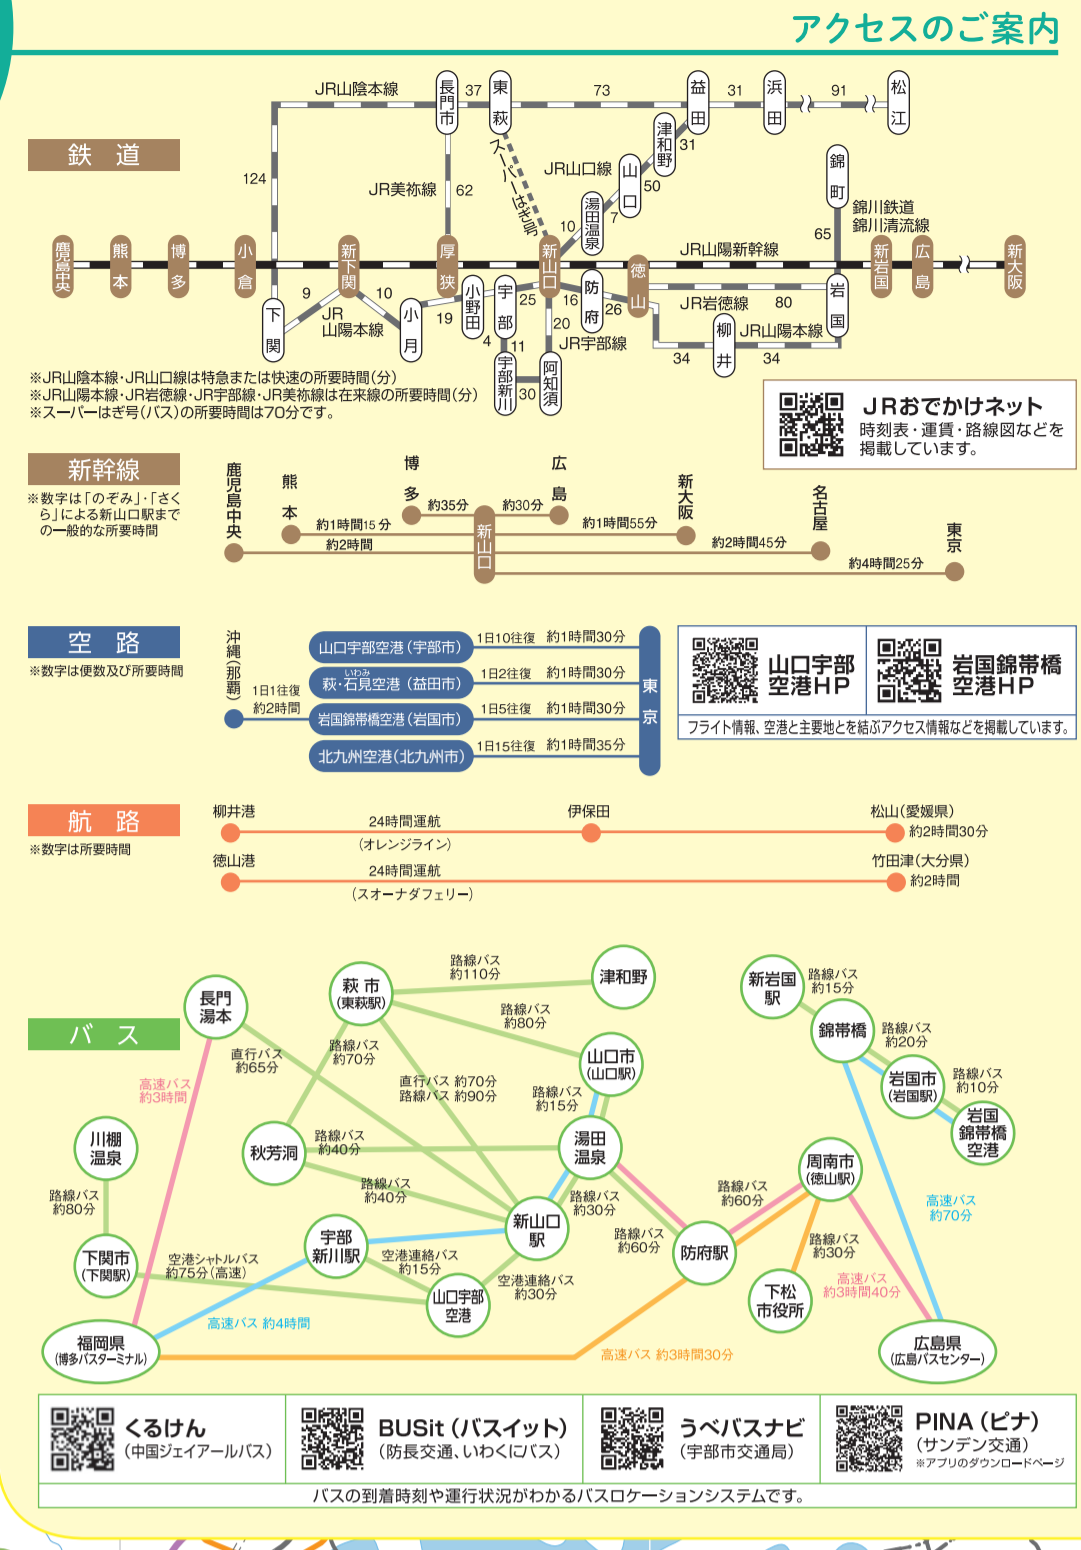 アクセスのご案内
鉄道
JR山陰本線
長門市
37
東萩
73
益田
31
浜田
91
松江
124
JR美祢線
62
スーパーはぎ号
JR山口線
津和野
31
山口
50
7
湯田温泉
10
錦町
錦川鉄道
錦川清流線
65
鹿児島中央
熊本
博多
小倉
新下関
厚狭
新山口
徳山
JR山陽新幹線
新岩国
広島
新大阪
下関
9
10
JR
山陽本線
小月
19
小野田
4
宇部
25
11
宇部新川
30
阿知須
20
JR宇部線
16
防府
26
JR岩徳線
80
岩国
34
柳井
JR山陽本線
34
※JR山陰本線・JR山口線は特急または快速の所要時間(分)
※JR山陽本線・JR岩徳線・JR宇部線・JR美祢線は在来線の所要時間(分)
※スーパーはぎ号(バス)の所要時間は70分です。
JRおでかけネット
時刻表・運賃・路線図などを
掲載しています。
新幹線
※数字は「のぞみ」・「さく
ら」による新山口駅まで
の一般的な所要時間
鹿児島中央
熊本
博多
広島
新大阪
名古屋
東京
新山口
約35分
約30分
約1時間15分
約1時間55分
約2時間
約2時間45分
約4時間25分
空路
※数字は便数及び所要時間
沖縄(那覇)
1日1往復
約2時間
山口宇部空港(宇部市)
1日10往復 約1時間30分
いわみ
萩・石見空港(益田市)
1日2往復 約1時間30分
岩国錦帯橋空港(岩国市)
1日5往復 約1時間30分
北九州空港(北九州市)
1日15往復 約1時間35分
東京
山口宇部
空港HP
岩国錦帯橋
空港HP
フライト情報、空港と主要地とを結ぶアクセス情報などを掲載しています。
航路
※数字は所要時間
柳井港
24時間運航
(オレンジライン)
伊保田
松山(愛媛県)
約2時間30分
徳山港
24時間運航
(スオーナダフェリー)
竹田津(大分県)
約2時間
バス
長門
湯本
萩市
(東萩駅)
路線バス
約110分
津和野
路線バス
約80分
新岩国
駅
路線バス
約15分
錦帯橋
路線バス
約20分
岩国市
(岩国駅)
路線バス
約10分
岩国
錦帯橋
空港
直行バス
約65分
路線バス
約70分
直行バス 約70分
路線バス 約90分
山口市
(山口駅)
路線バス
約15分
高速バス
約3時間
川棚
温泉
路線バス
約80分
秋芳洞
路線バス
約40分
路線バス
約40分
湯田
温泉
路線バス
約30分
路線バス
約60分
周南市
(徳山駅)
路線バス
約60分
高速バス
約70分
下関市
(下関駅)
空港シャトルバス
約75分(高速)
宇部
新川駅
空港連絡バス
約15分
新山口
駅
空港連絡バス
約30分
山口宇部
空港
防府駅
路線バス
約30分
下松
市役所
高速バス
約3時間40分
高速バス 約4時間
福岡県
(博多バスターミナル)
高速バス 約3時間30分
広島県
(広島バスセンター)
くるけん
(中国ジェイアールバス)
BUSit(バスイット)
(防長交通、いわくにバス)
うべバスナビ
(宇部市交通局)
PINA(ピナ)
(サンデン交通)
※アプリのダウンロードページ
バスの到着時刻や運行状況がわかるバスロケーションシステムです。